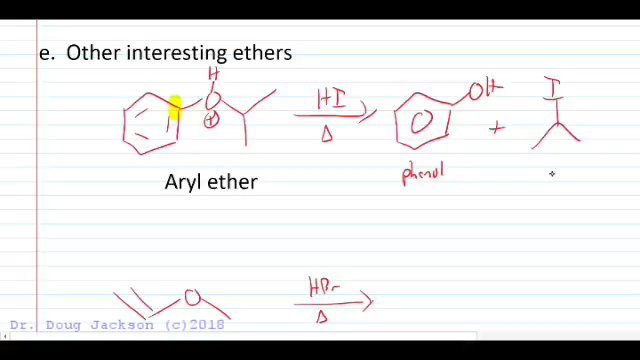 e. Other interesting ethers
H
O
⊕
HI
Δ
OH
+
I
Aryl ether
phenol
O
HBr
Δ
Dr. Doug Jackson (c)2018